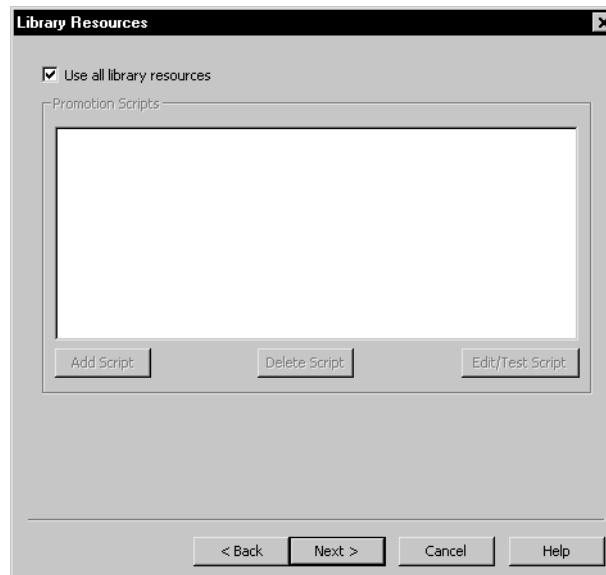 Library Resources
Use all library resources
Promotion Scripts
Add Script Delete Script Edit/Test Script
< Back Next > Cancel Help